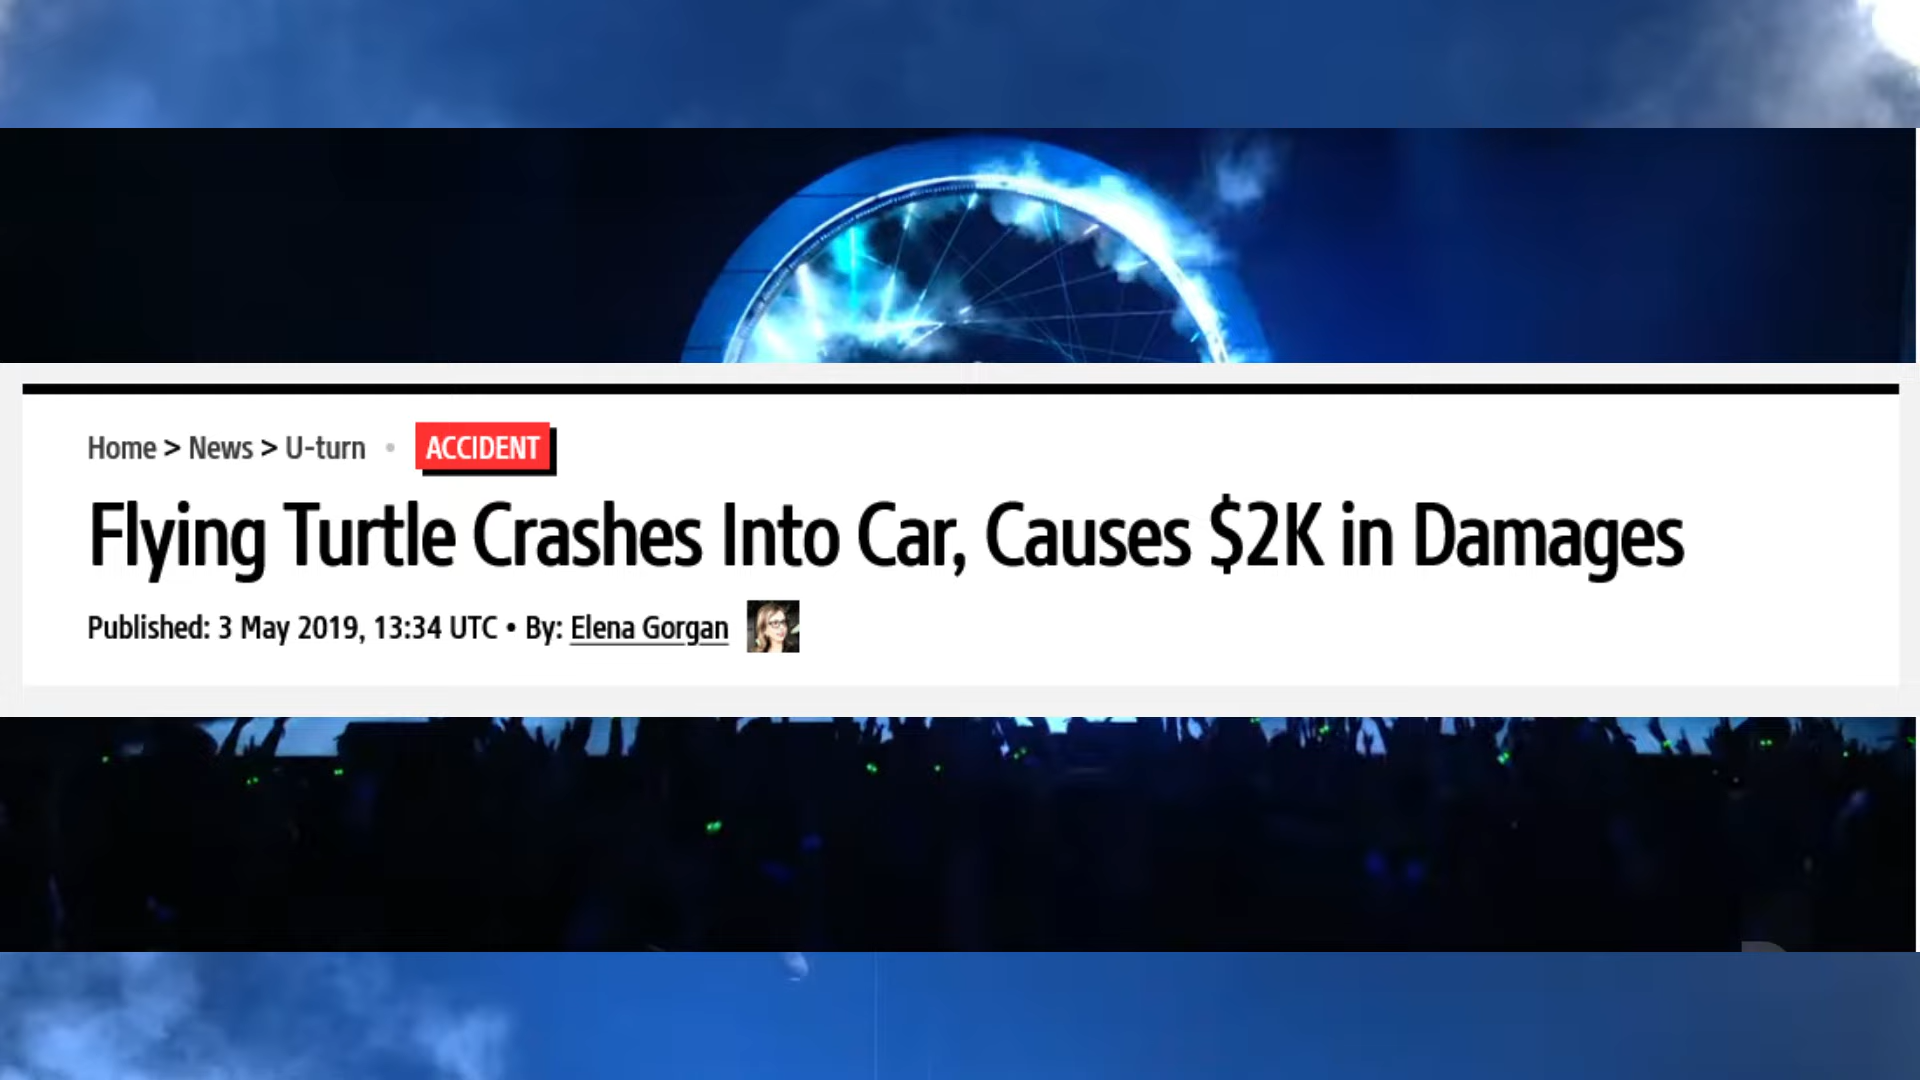 Home > News > U-turn • ACCIDENT
Flying Turtle Crashes Into Car, Causes $2K in Damages
Published: 3 May 2019, 13:34 UTC • By: Elena Gorgan